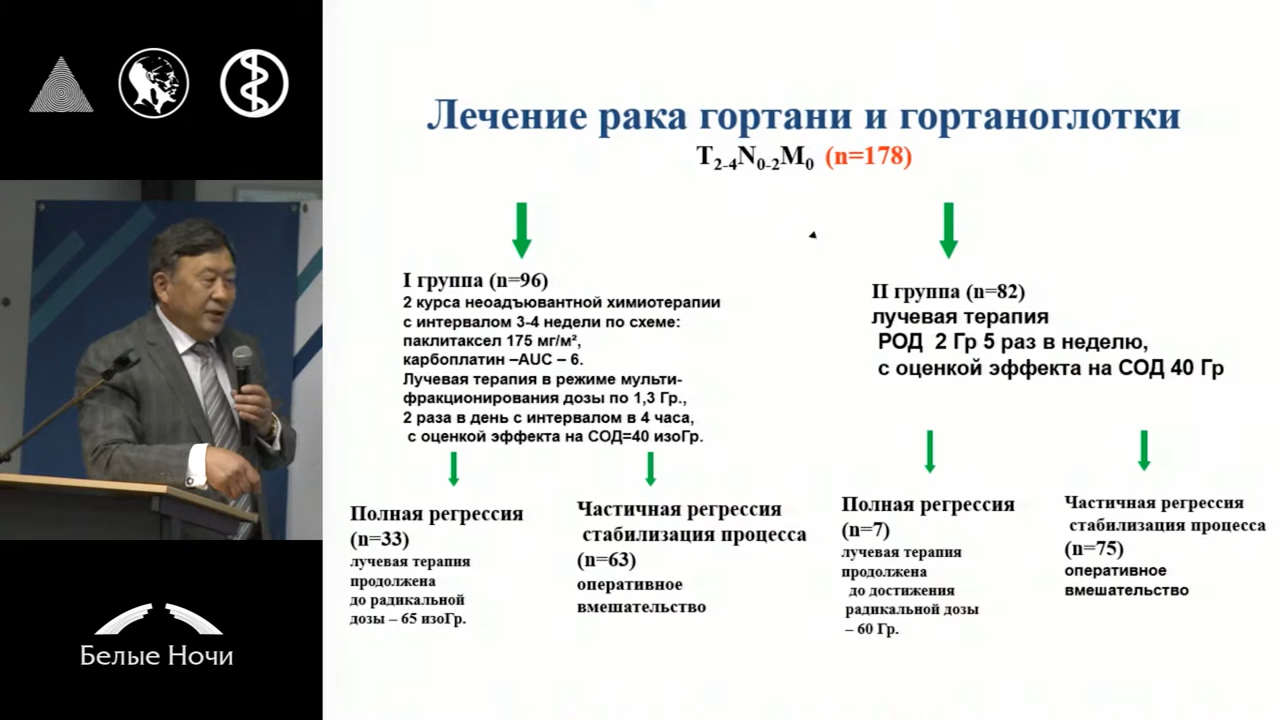 Лечение рака гортани и гортаноглотки
T2-4N0-2M0 (n=178)
I группа (n=96)
2 курса неоадъювантной химиотерапии
с интервалом 3-4 недели по схеме:
паклитаксел 175 мг/м²,
карбоплатин –AUC – 6.
Лучевая терапия в режиме мульти-
фракционирования дозы по 1,3 Гр.,
2 раза в день с интервалом в 4 часа,
с оценкой эффекта на СОД=40 изоГр.
II группа (n=82)
лучевая терапия
РОД 2 Гр 5 раз в неделю,
с оценкой эффекта на СОД 40 Гр
Полная регрессия
(n=33)
лучевая терапия
продолжена
до радикальной
дозы – 65 изоГр.
Частичная регрессия
стабилизация процесса
(n=63)
оперативное
вмешательство
Полная регрессия
(n=7)
лучевая терапия
продолжена
до достижения
радикальной дозы
– 60 Гр.
Частичная регрессия
стабилизация процесса
(n=75)
оперативное
вмешательство
Белые Ночи